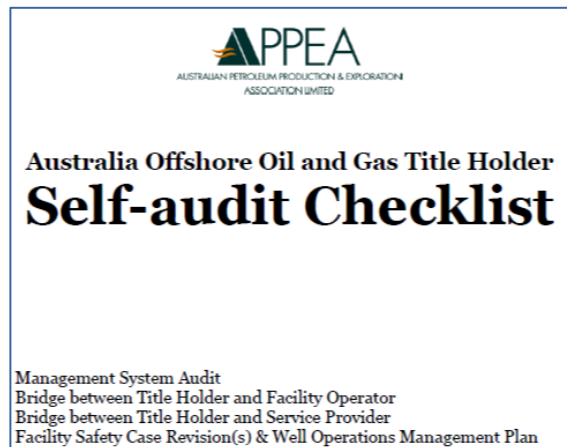 APPEA
AUSTRALIAN PETROLEUM PRODUCTION & EXPLORATION
ASSOCIATION LIMITED
Australia Offshore Oil and Gas Title Holder
Self-audit Checklist
Management System Audit
Bridge between Title Holder and Facility Operator
Bridge between Title Holder and Service Provider
Facility Safety Case Revision(s) & Well Operations Management Plan